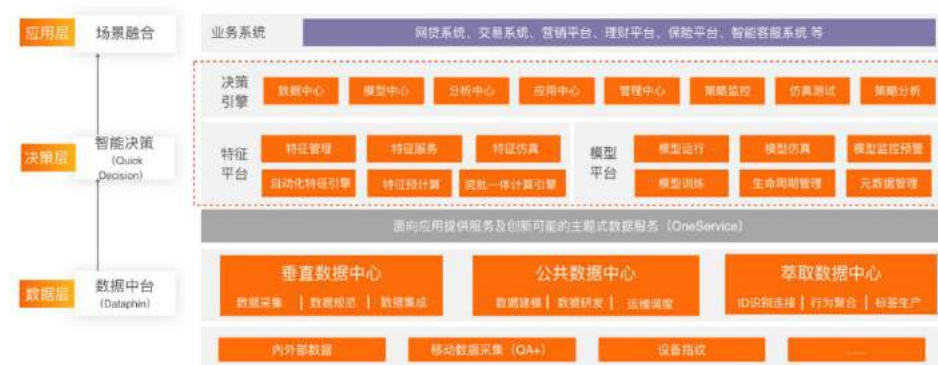 应用层
场景融合
业务系统
网贷系统、交易系统、营销平台、理财平台、保险平台、智能客服系统 等
决策
引擎
数据中心
模型中心
分析中心
应用中心
管理中心
策略监控
仿真测试
策略分析
决策层
智能决策
(Quick
Decision)
特征
平台
特征管理
特征服务
特征仿真
自动化特征引擎
特征预计算
流批一体计算引擎
模型
平台
模型运行
模型仿真
模型监控预警
模型训练
生命周期管理
元数据管理
面向应用提供服务及创新可能的主题式数据服务（OneService）
数据层
数据中台
(Dataphin)
垂直数据中心
数据采集 | 数据规范 | 数据集成
公共数据中心
数据建模 | 数据研发 | 运维调度
萃取数据中心
ID识别连接 | 行为聚合 | 标签生产
内外部数据
移动数据采集（QA+）
设备指纹
……